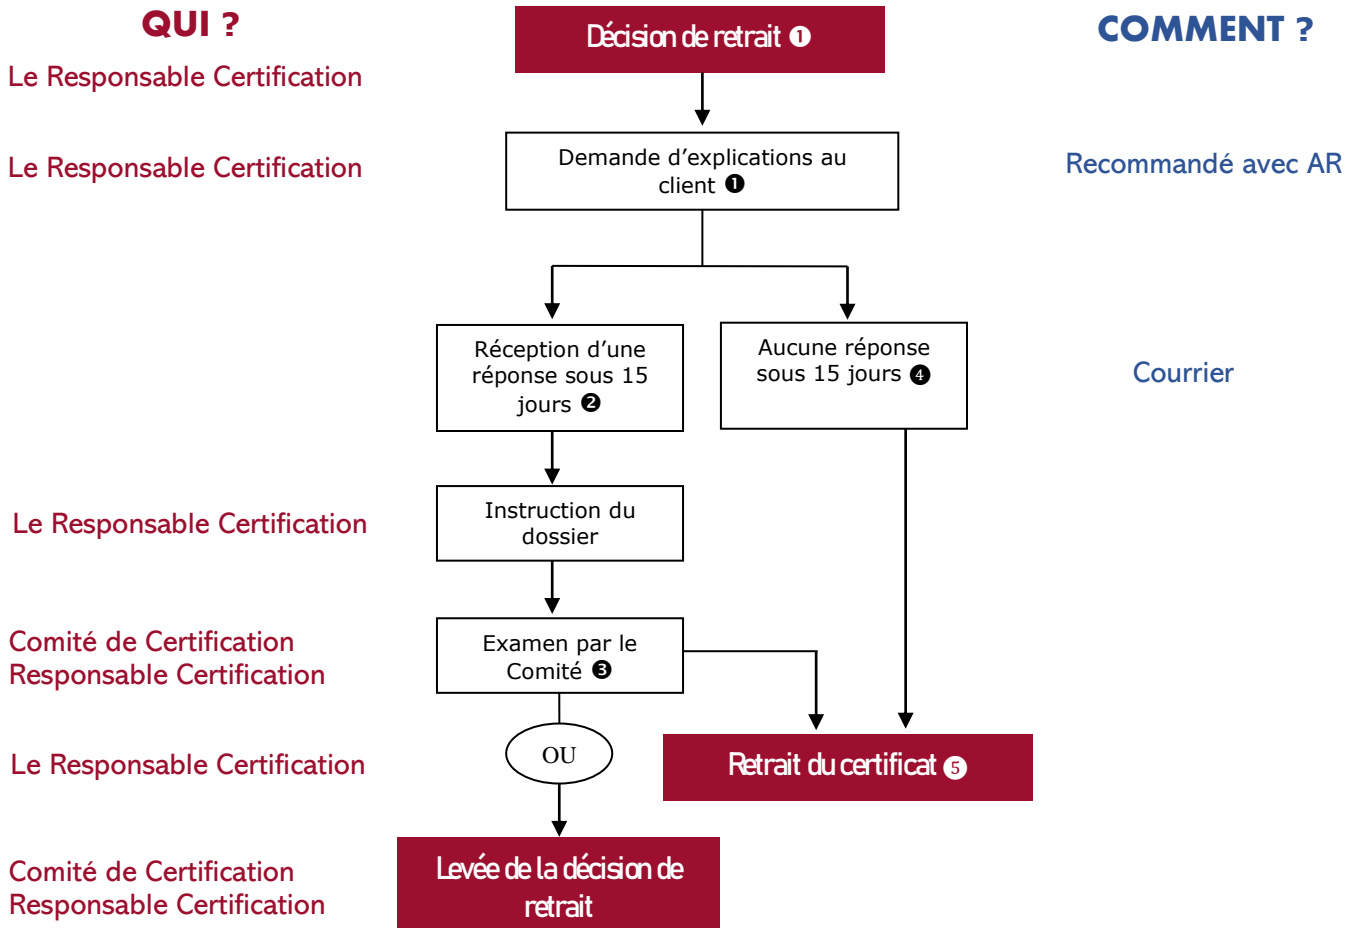 QUI ?
Décision de retrait ❶
COMMENT ?
Le Responsable Certification
Le Responsable Certification
Demande d’explications au
client ❶
Recommandé avec AR
Réception d’une
réponse sous 15
jours ❷
Aucune réponse
sous 15 jours ❹
Courrier
Le Responsable Certification
Instruction du
dossier
Comité de Certification
Responsable Certification
Examen par le
Comité ❸
Le Responsable Certification
OU
Retrait du certificat ❺
Comité de Certification
Responsable Certification
Levée de la décision de
retrait